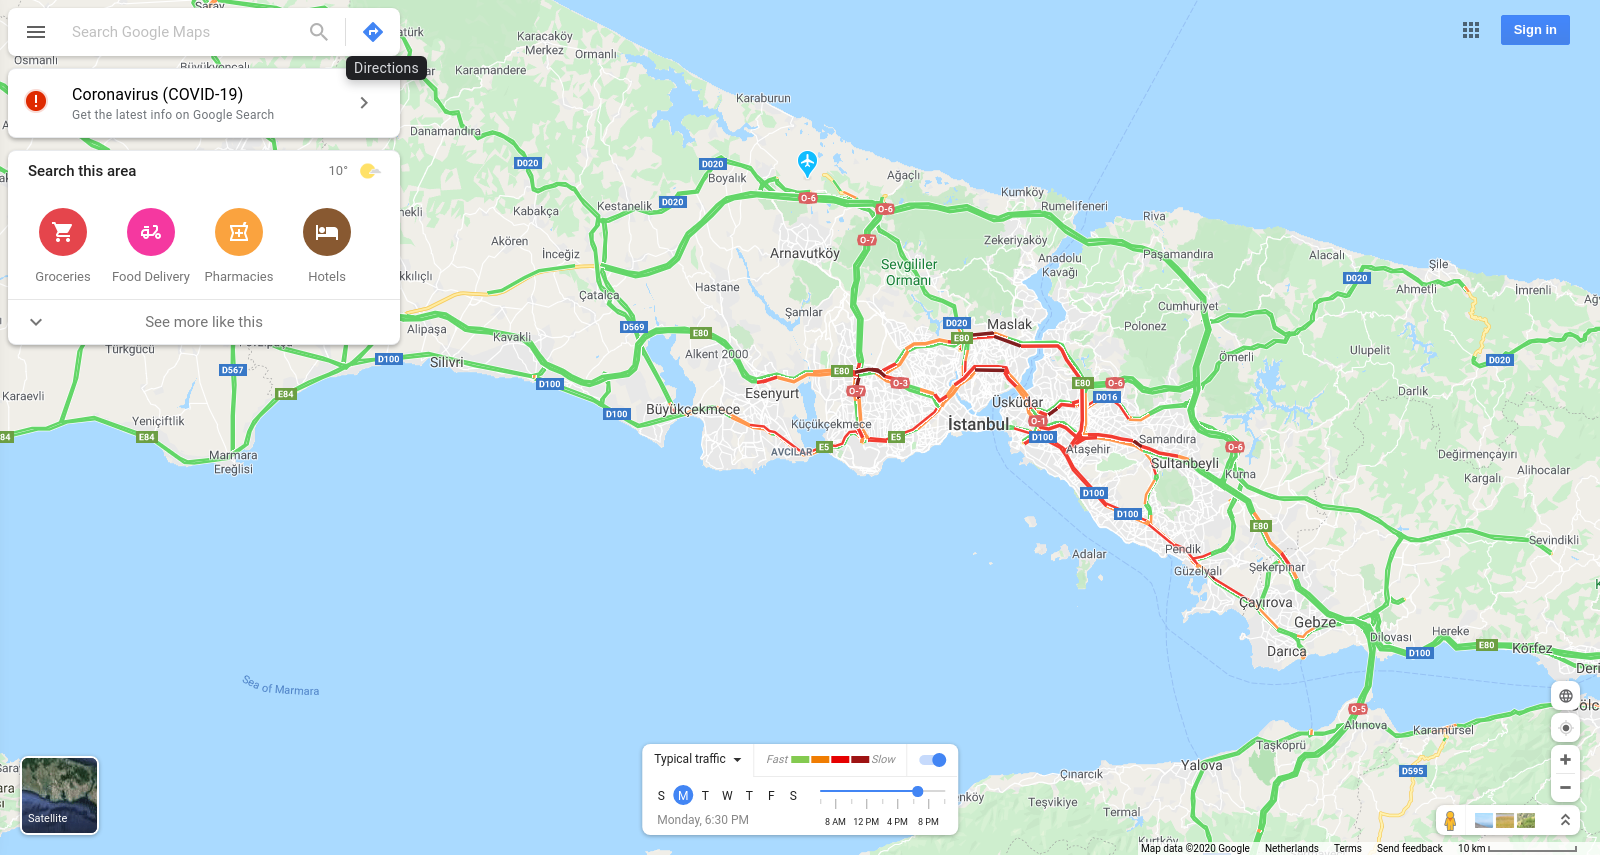 Saray
Search Google Maps
Directions
Sign in
Osmanlı
Büyükyoncalı
Coronavirus (COVID-19)
Get the latest info on Google Search
Search this area
10°
Groceries
Food Delivery
Pharmacies
Hotels
See more like this
Karacaköy
Merkez
Ormanlı
Karamandere
Karaburun
Danamandıra
D020
D020
Boyalık
D020
Ağaçlı
Kestanelik
Kabakça
O-6
O-6
Kumköy
Rumelifeneri
Riva
Akören
İnceğiz
O-7
Zekeriyaköy
Arnavutköy
Sevgililer
Ormanı
Anadolu
Kavağı
Paşamandıra
Alacalı
Şile
D020
Ahmetli
İmrenli
Hastane
Çatalca
Şamlar
Cumhuriyet
Alipaşa
Kavaklı
D569
E80
D020
Maslak
E80
Polonez
Türkgücü
D100
Silivri
D567
Alkent 2000
Ömerli
Ulupelit
D020
Karaevli
E84
D100
E80
Esenyurt
O-7
O-3
E80
O-6
D016
Darlık
Yeniçiftlik
D100
Büyükçekmece
Küçükçekmece
Üsküdar
İstanbul
O-1
84
E84
Marmara
Ereğlisi
AVCILAR
E5
E5
D100
Ataşehir
Samandıra
Sultanbeyli
O-6
Kurna
Değirmençayırı
Kargalı
Alihocalar
D100
D100
E80
Sevindikli
Adalar
Pendik
Güzelyalı
Şekerpınar
Çayırova
Gebze
Darıca
Dilovası
Hereke
D100
E80
Körfez
Sea of Marmara
O-5
Altınova
Karamürsel
Taşköprü
Yalova
Çınarcık
D595
Teşvikiye
Termal
Satellite
Typical traffic
Fast
Slow
S M T W T F S
Monday, 6:30 PM
8 AM 12 PM 4 PM 8 PM
Map data ©2020 Google
Netherlands
Terms
Send feedback
10 km